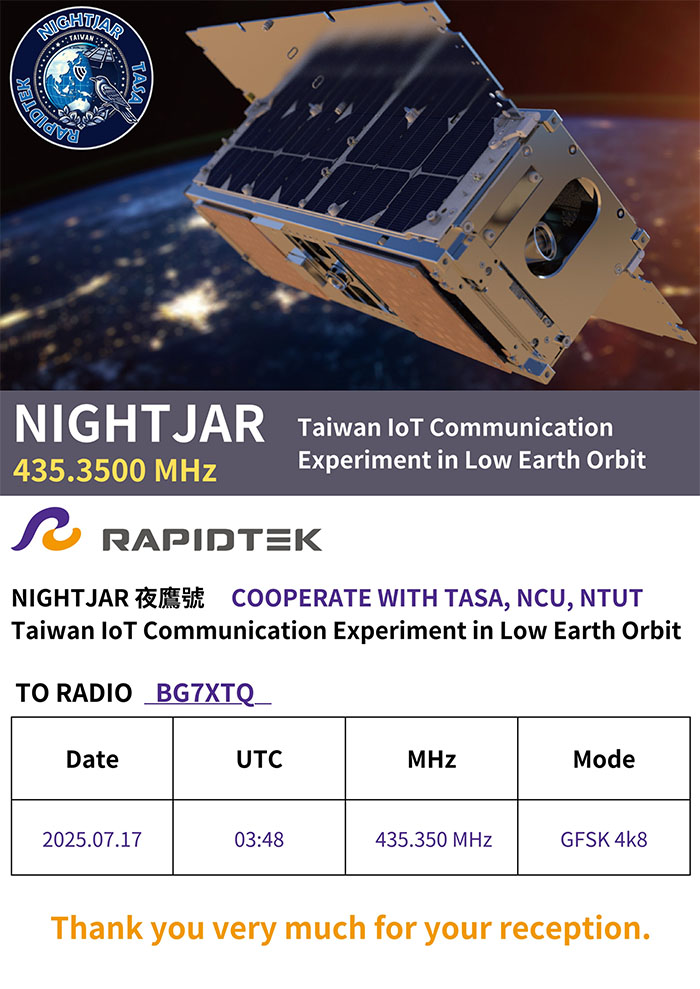 NIGHTJAR
TAIWAN
TASA
RAPIDTEK
NIGHTJAR
435.3500 MHz
Taiwan IoT Communication
Experiment in Low Earth Orbit
RAPIDTEK
NIGHTJAR 夜鷹號 COOPERATE WITH TASA, NCU, NTUT
Taiwan IoT Communication Experiment in Low Earth Orbit
TO RADIO _BG7XTQ_
Date UTC MHz Mode
2025.07.17 03:48 435.350 MHz GFSK 4k8
Thank you very much for your reception.